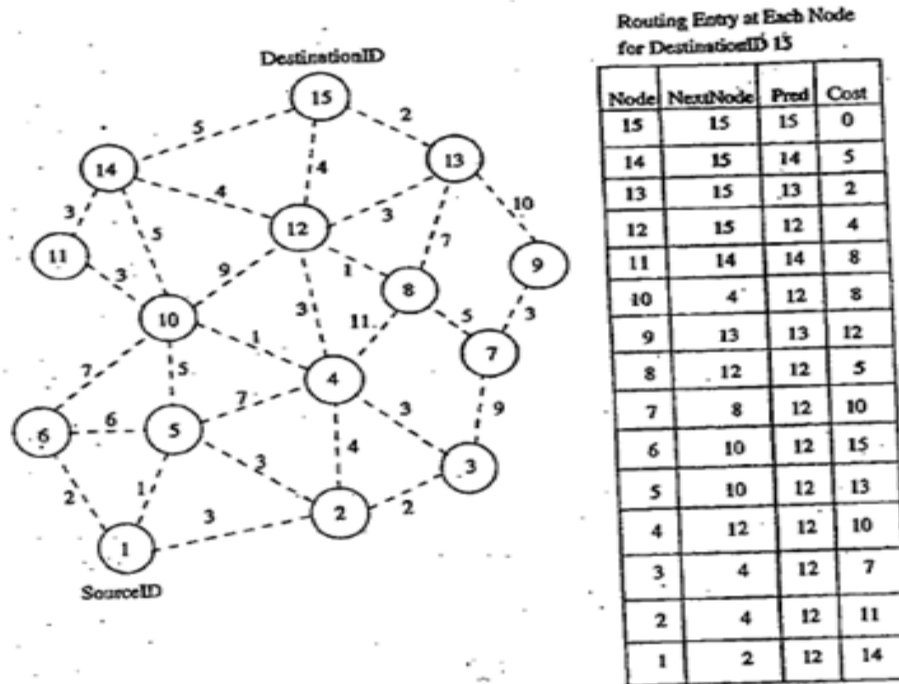 DestinationID
15
5 2
14 4 13
4 3 10
3 5 12
11 9 1 7 9
3 8
10 3 11 5 3
1 7
7 5 4
6 6 5 7 3 9
4 3
2 1 3 2
3 2
1
SourceID
Routing Entry at Each Node
for DestinationID 15
Node NextNode Pred Cost
15 15 15 0
14 15 14 5
13 15 13 2
12 15 12 4
11 14 14 8
10 4 12 8
9 13 13 12
8 12 12 5
7 8 12 10
6 10 12 15
5 10 12 13
4 12 12 10
3 4 12 7
2 4 12 11
1 2 12 14